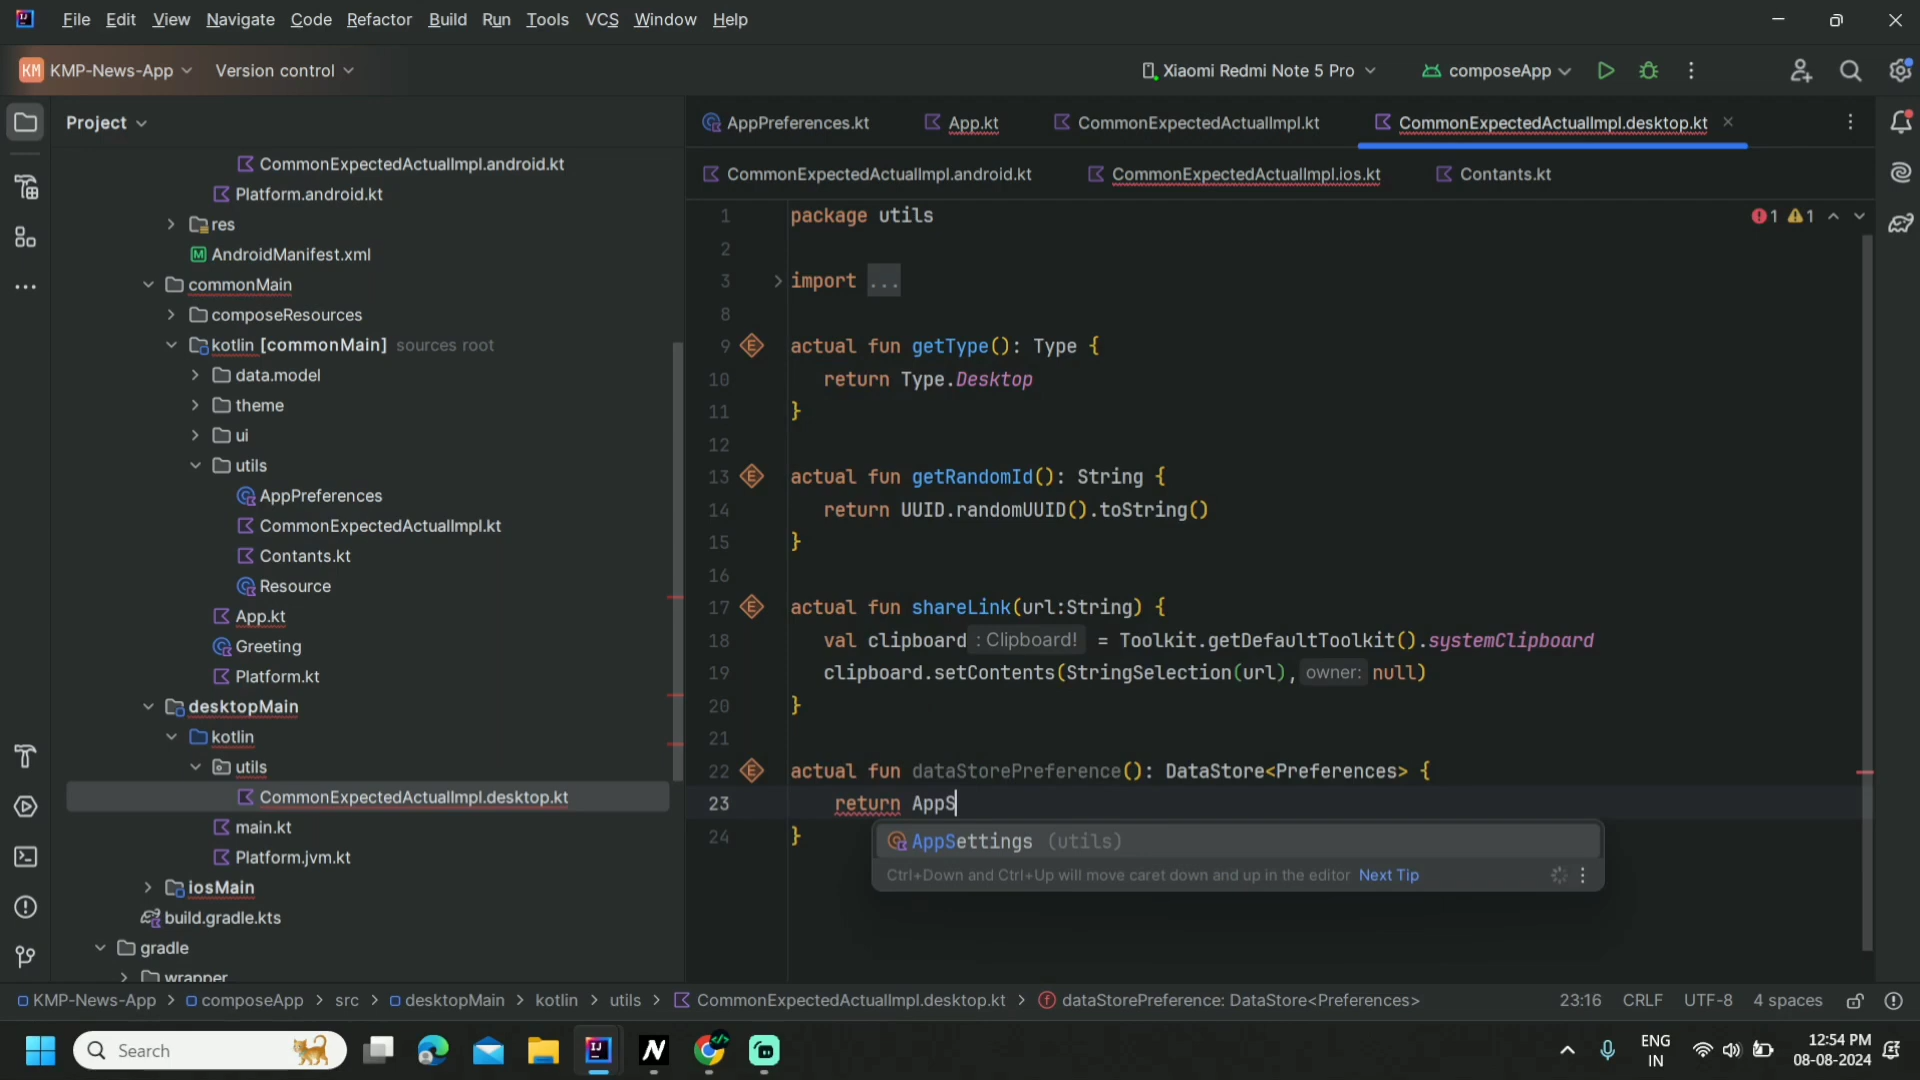 File Edit View Navigate Code Refactor Build Run Tools VCS Window Help
KM KMP-News-App Version control Xiaomi Redmi Note 5 Pro composeApp
Project
CommonExpectedActualImpl.android.kt
Platform.android.kt
res
AndroidManifest.xml
commonMain
composeResources
kotlin [commonMain] sources root
data.model
theme
ui
utils
AppPreferences
CommonExpectedActualImpl.kt
Contants.kt
Resource
App.kt
Greeting
Platform.kt
desktopMain
kotlin
utils
CommonExpectedActualImpl.desktop.kt
main.kt
Platform.jvm.kt
iosMain
build.gradle.kts
gradle
wrapper
AppPreferences.kt App.kt CommonExpectedActualImpl.kt CommonExpectedActualImpl.desktop.kt
CommonExpectedActualImpl.android.kt CommonExpectedActualImpl.ios.kt Contants.kt
1 package utils 1 1
2
3 import ...
8
9 actual fun getType(): Type {
10 return Type.Desktop
11 }
12
13 actual fun getRandomId(): String {
14 return UUID.randomUUID().toString()
15 }
16
17 actual fun shareLink(url:String) {
18 val clipboard : Clipboard! = Toolkit.getDefaultToolkit().systemClipboard
19 clipboard.setContents(StringSelection(url), owner: null)
20 }
21
22 actual fun dataStorePreference(): DataStore<Preferences> {
23 return AppS
24 }
AppSettings (utils)
Ctrl+Down and Ctrl+Up will move caret down and up in the editor Next Tip
KMP-News-App > composeApp > src > desktopMain > kotlin > utils > CommonExpectedActualImpl.desktop.kt > dataStorePreference: DataStore<Preferences> 23:16 CRLF UTF-8 4 spaces
Search
ENG
IN
12:54 PM
08-08-2024